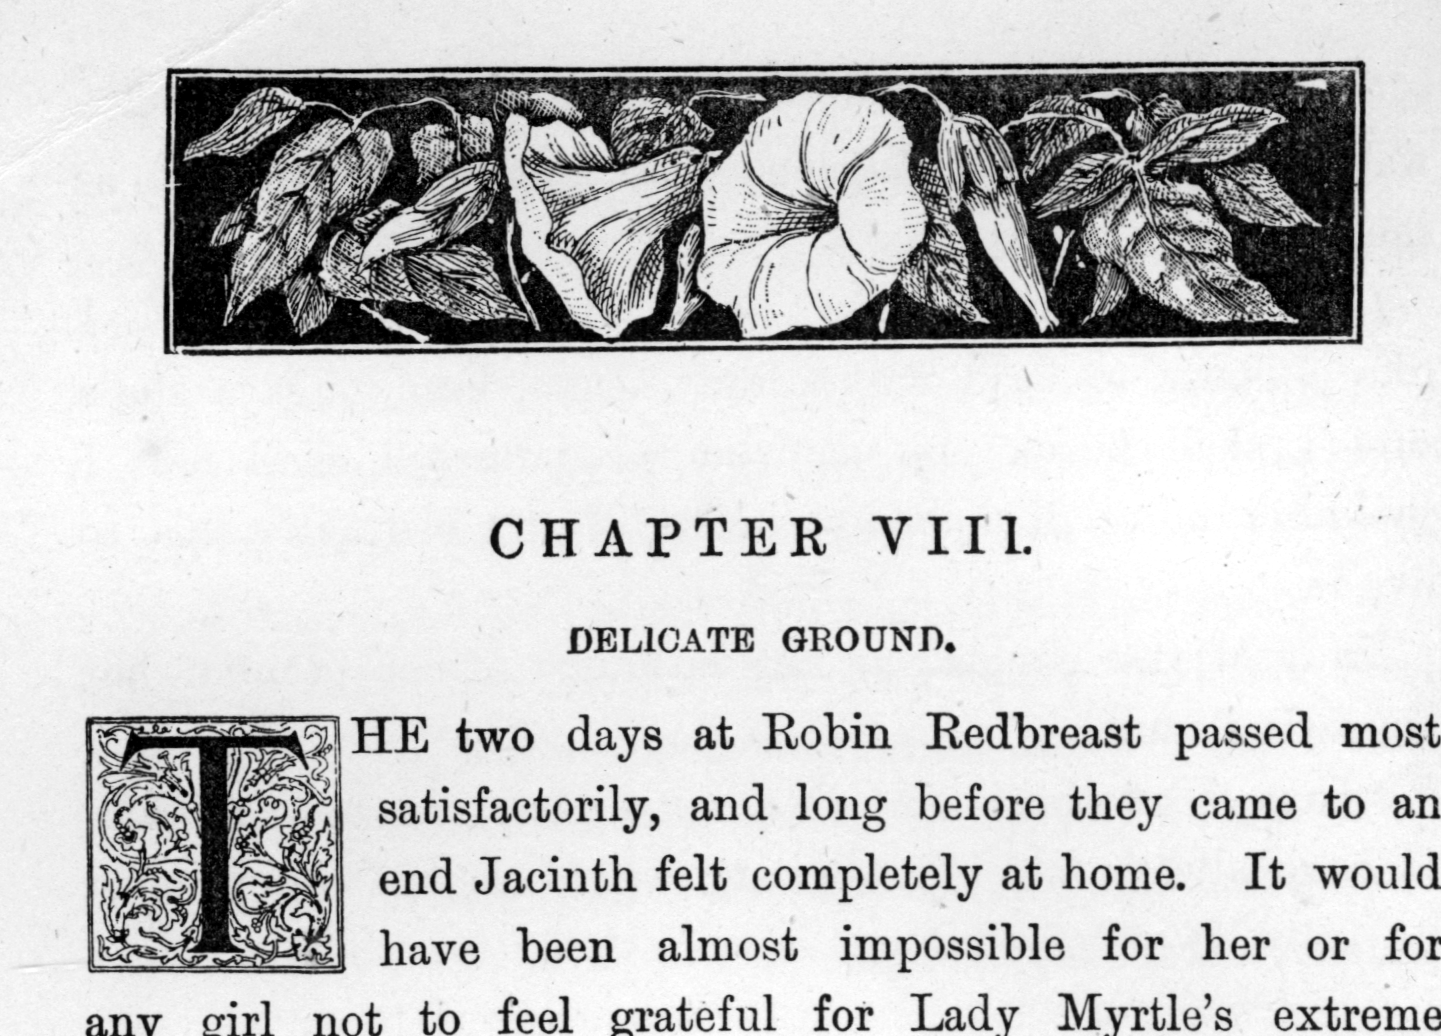 CHAPTER VIII.
DELICATE GROUND.
THE two days at Robin Redbreast passed most
satisfactorily, and long before they came to an
end Jacinth felt completely at home. It would
have been almost impossible for her or for
any girl not to feel grateful for Lady Myrtle's extreme